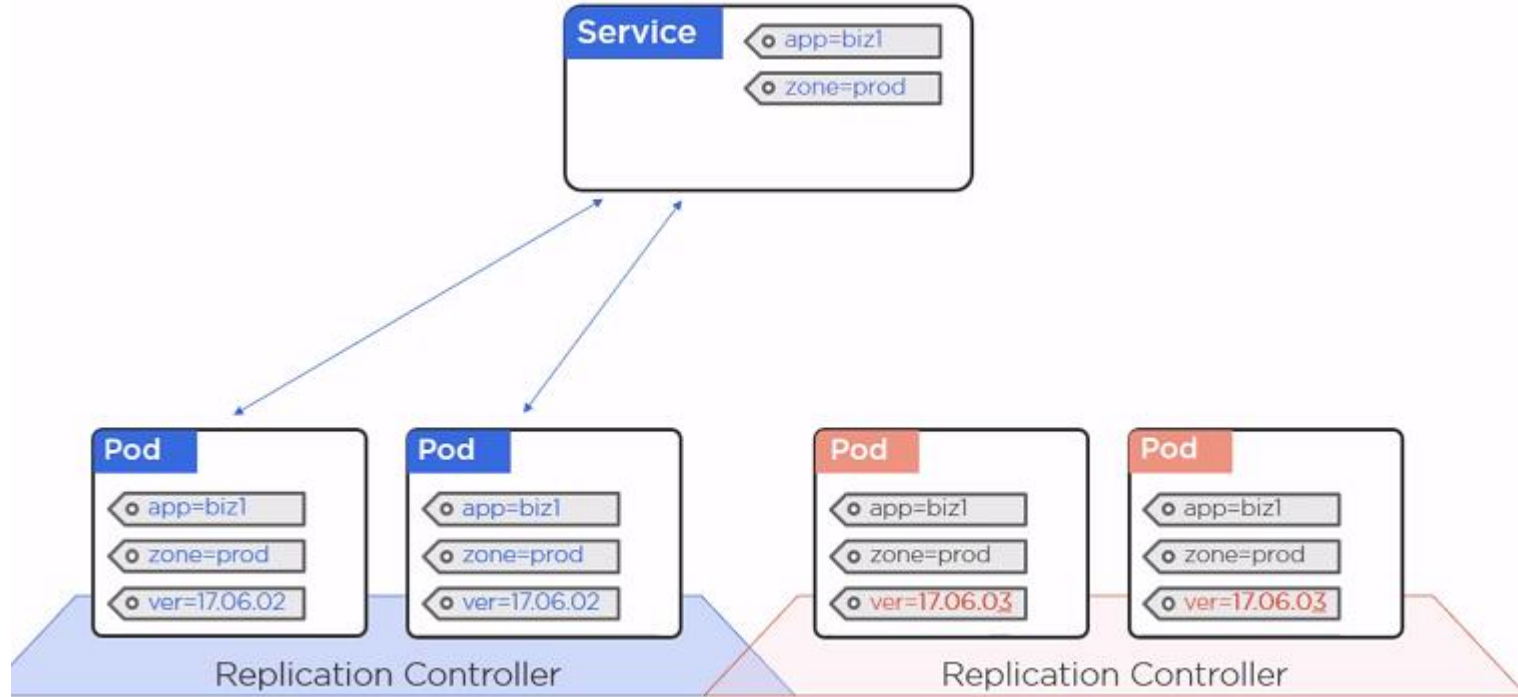 Service
app=biz1
zone=prod
Pod
app=biz1
zone=prod
ver=17.06.02
Pod
app=biz1
zone=prod
ver=17.06.02
Pod
app=biz1
zone=prod
ver=17.06.03
Pod
app=biz1
zone=prod
ver=17.06.03
Replication Controller
Replication Controller